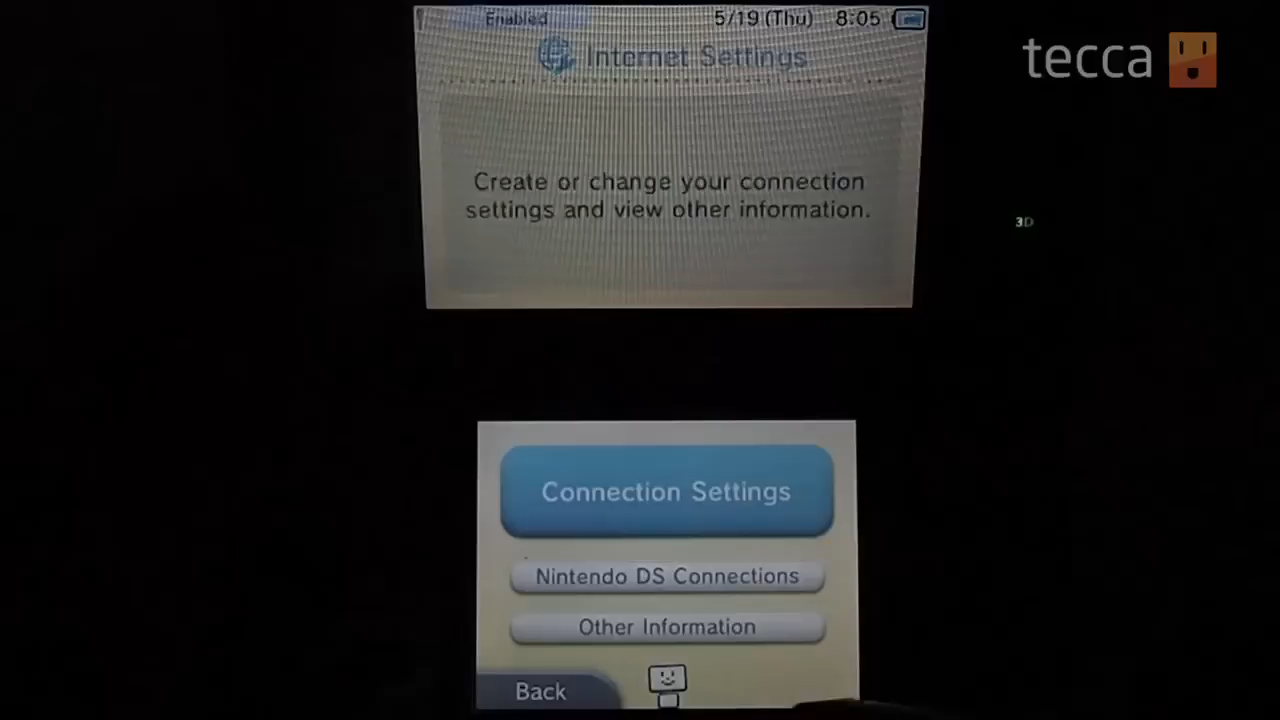 Enabled 5/19 (Thu) 8:05
tecca
Internet Settings
Create or change your connection
settings and view other information.
3D
Connection Settings
Nintendo DS Connections
Other Information
Back